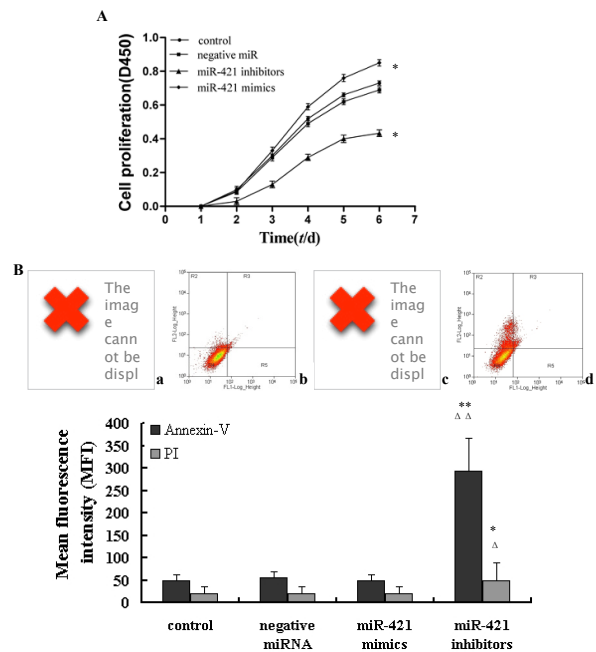 A
Cell proliferation(D450)
1.0
0.8
0.6
0.4
0.2
0.0
control
negative miR
miR-421 inhibitors
miR-421 mimics
*
*
0 1 2 3 4 5 6 7
Time(t/d)
B
The
imag
e
cann
ot be
displ
a
R2 R3
R5
FL1-Log_Height
b
The
imag
e
cann
ot be
displ
c
R2 R3
FL1-Log_Height
d
Mean fluorescence
intensity (MFI)
400
350
300
250
200
150
100
50
0
Annexin-V
PI
**
Δ Δ
*
Δ
control
negative
miRNA
miR-421
mimics
miR-421
inhibitors